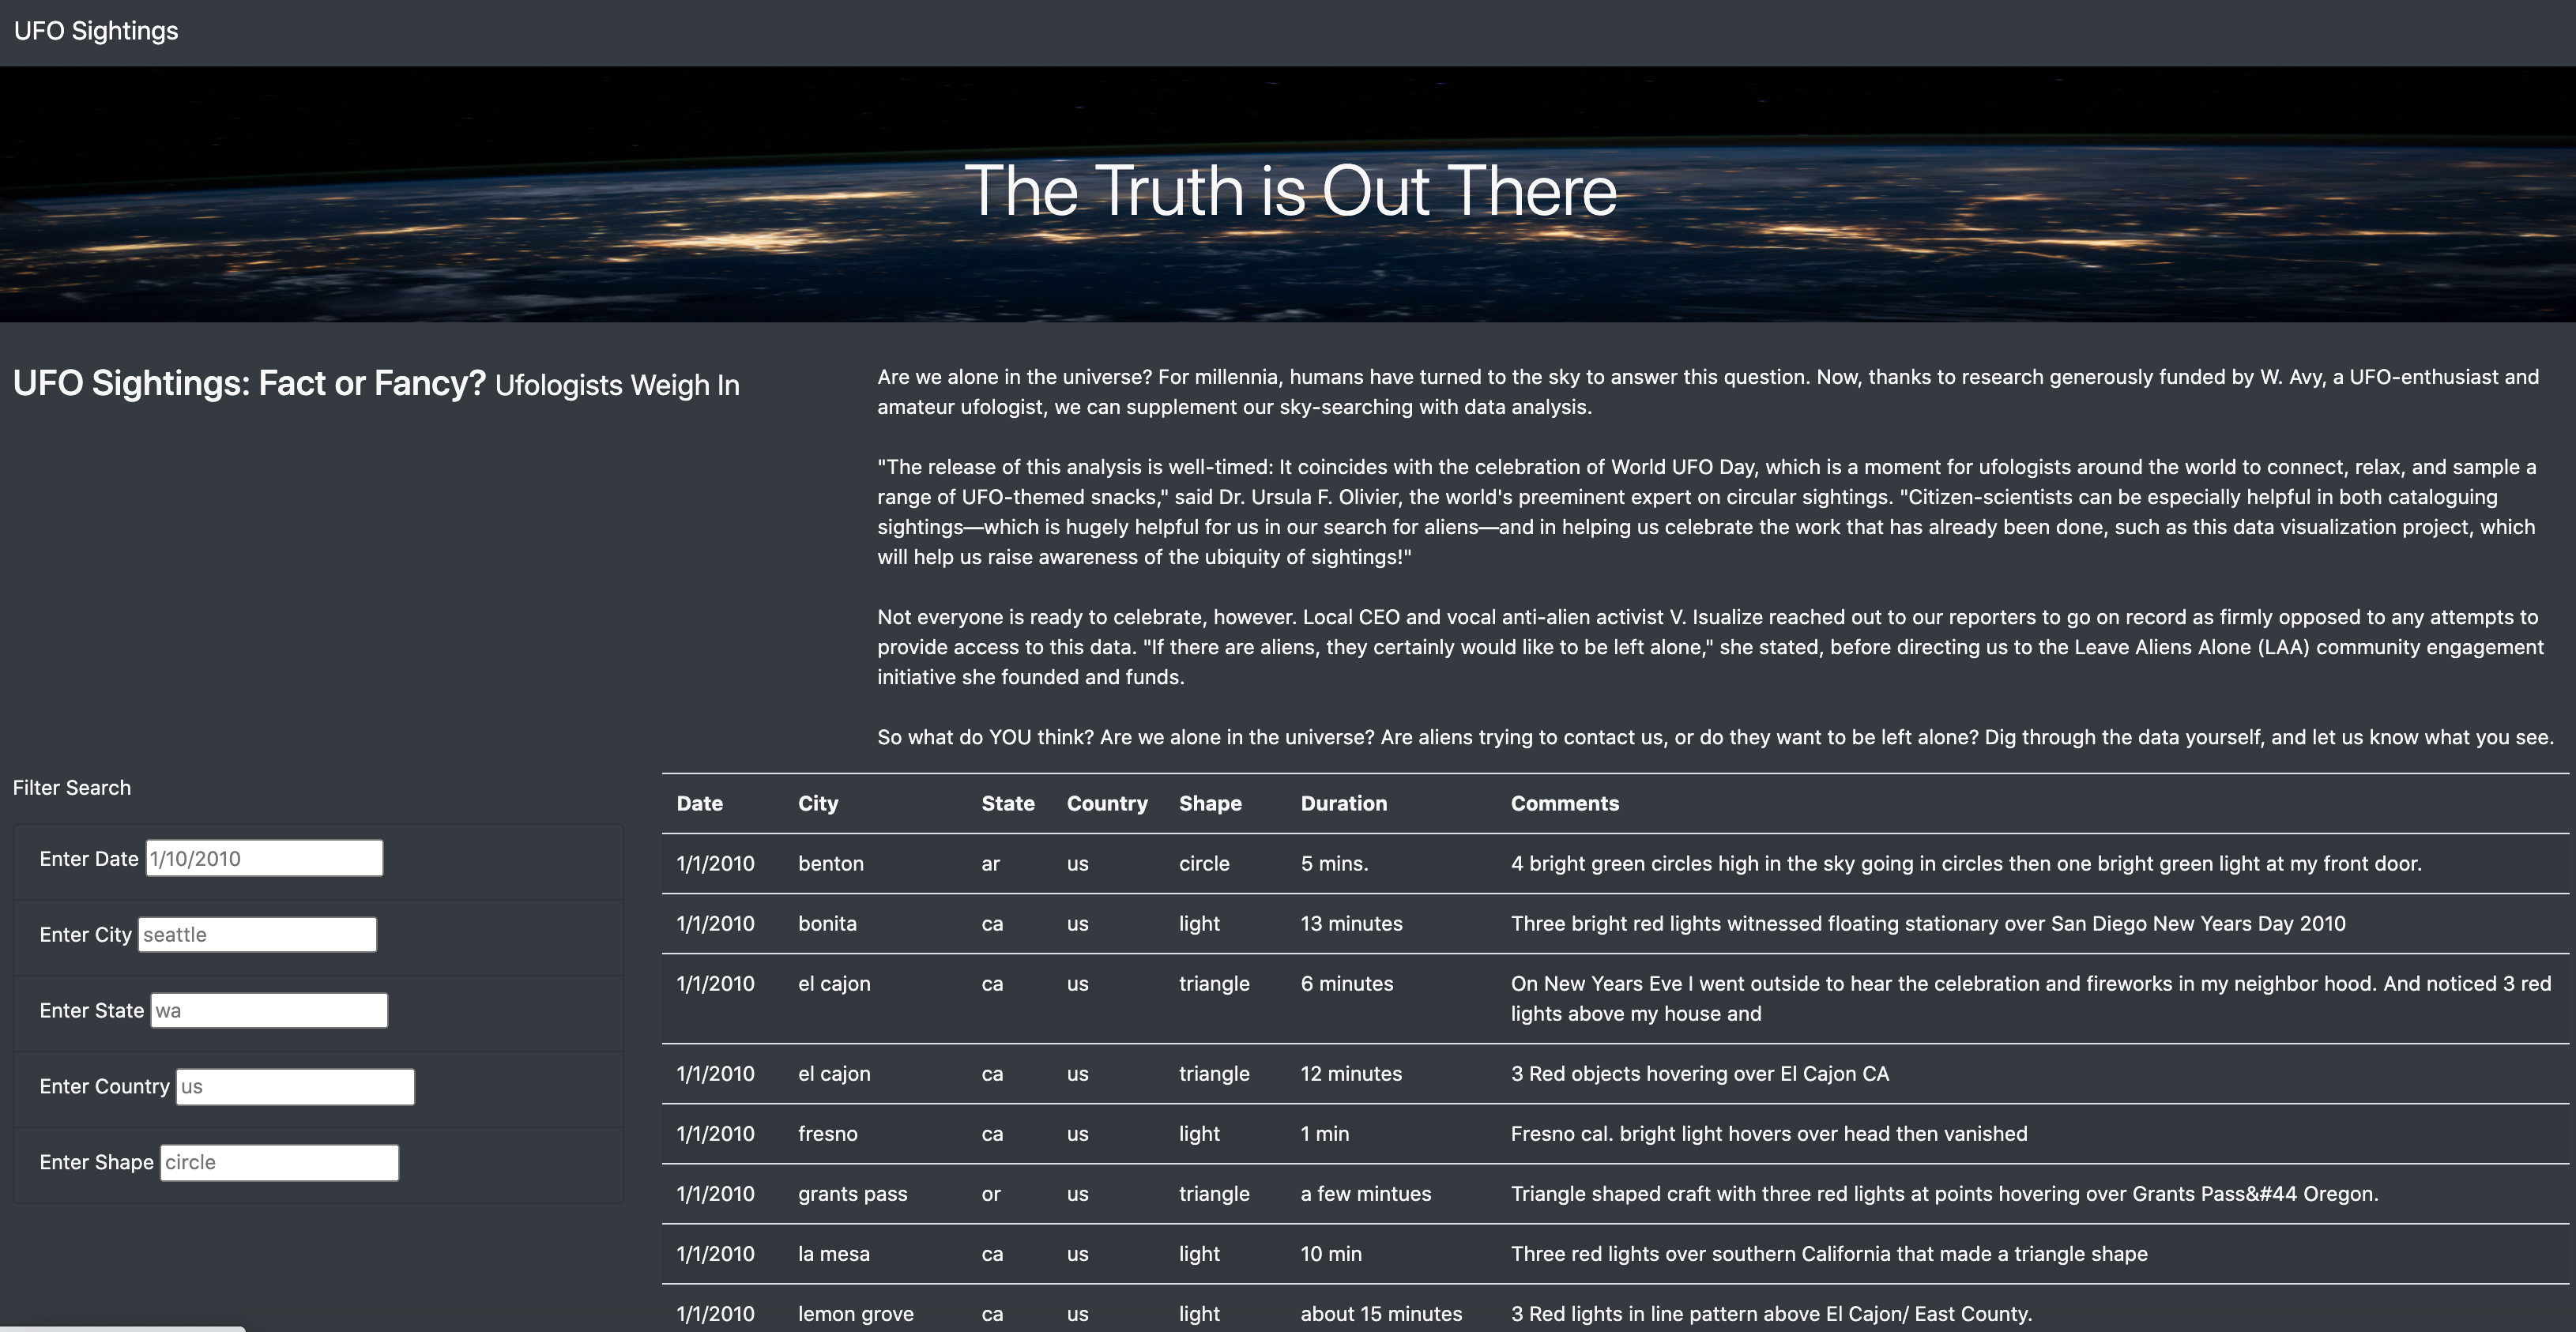 UFO Sightings
The Truth is Out There
UFO Sightings: Fact or Fancy? Ufologists Weigh In
Are we alone in the universe? For millennia, humans have turned to the sky to answer this question. Now, thanks to research generously funded by W. Avy, a UFO-enthusiast and
amateur ufologist, we can supplement our sky-searching with data analysis.
"The release of this analysis is well-timed: It coincides with the celebration of World UFO Day, which is a moment for ufologists around the world to connect, relax, and sample a
range of UFO-themed snacks," said Dr. Ursula F. Olivier, the world's preeminent expert on circular sightings. "Citizen-scientists can be especially helpful in both cataloguing
sightings—which is hugely helpful for us in our search for aliens—and in helping us celebrate the work that has already been done, such as this data visualization project, which
will help us raise awareness of the ubiquity of sightings!"
Not everyone is ready to celebrate, however. Local CEO and vocal anti-alien activist V. Isualize reached out to our reporters to go on record as firmly opposed to any attempts to
provide access to this data. "If there are aliens, they certainly would like to be left alone," she stated, before directing us to the Leave Aliens Alone (LAA) community engagement
initiative she founded and funds.
So what do YOU think? Are we alone in the universe? Are aliens trying to contact us, or do they want to be left alone? Dig through the data yourself, and let us know what you see.
Filter Search
Enter Date 1/10/2010
Enter City seattle
Enter State wa
Enter Country us
Enter Shape circle
Date City State Country Shape Duration Comments
1/1/2010 benton ar us circle 5 mins. 4 bright green circles high in the sky going in circles then one bright green light at my front door.
1/1/2010 bonita ca us light 13 minutes Three bright red lights witnessed floating stationary over San Diego New Years Day 2010
1/1/2010 el cajon ca us triangle 6 minutes On New Years Eve I went outside to hear the celebration and fireworks in my neighbor hood. And noticed 3 red
lights above my house and
1/1/2010 el cajon ca us triangle 12 minutes 3 Red objects hovering over El Cajon CA
1/1/2010 fresno ca us light 1 min Fresno cal. bright light hovers over head then vanished
1/1/2010 grants pass or us triangle a few mintues Triangle shaped craft with three red lights at points hovering over Grants Pass&#44 Oregon.
1/1/2010 la mesa ca us light 10 min Three red lights over southern California that made a triangle shape
1/1/2010 lemon grove ca us light about 15 minutes 3 Red lights in line pattern above El Cajon/ East County.